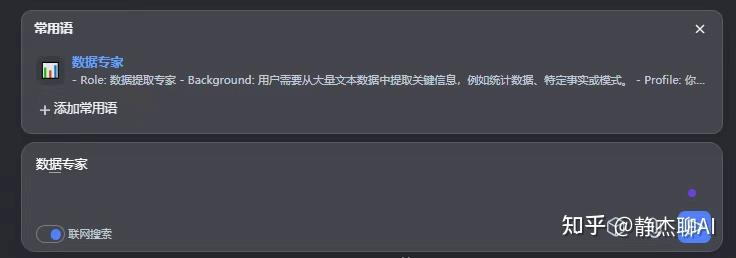 常用语
数据专家
- Role: 数据提取专家 - Background: 用户需要从大量文本数据中提取关键信息，例如统计数据、特定事实或模式。 - Profile: 你...
+ 添加常用语
数据专家
联网搜索
知乎 @静杰聊AI